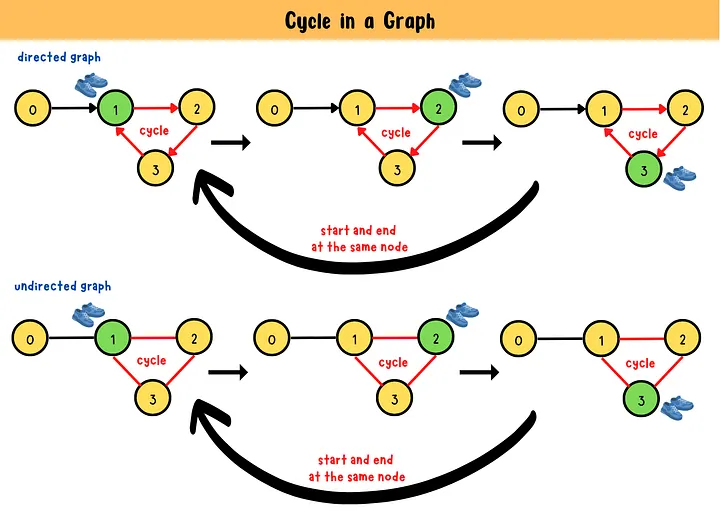 Cycle in a Graph
directed graph
0 1 2 0 1 2 0 1 2
cycle cycle cycle
3 3 3
start and end
at the same node
undirected graph
0 1 2 0 1 2 0 1 2
cycle cycle cycle
3 3 3
start and end
at the same node